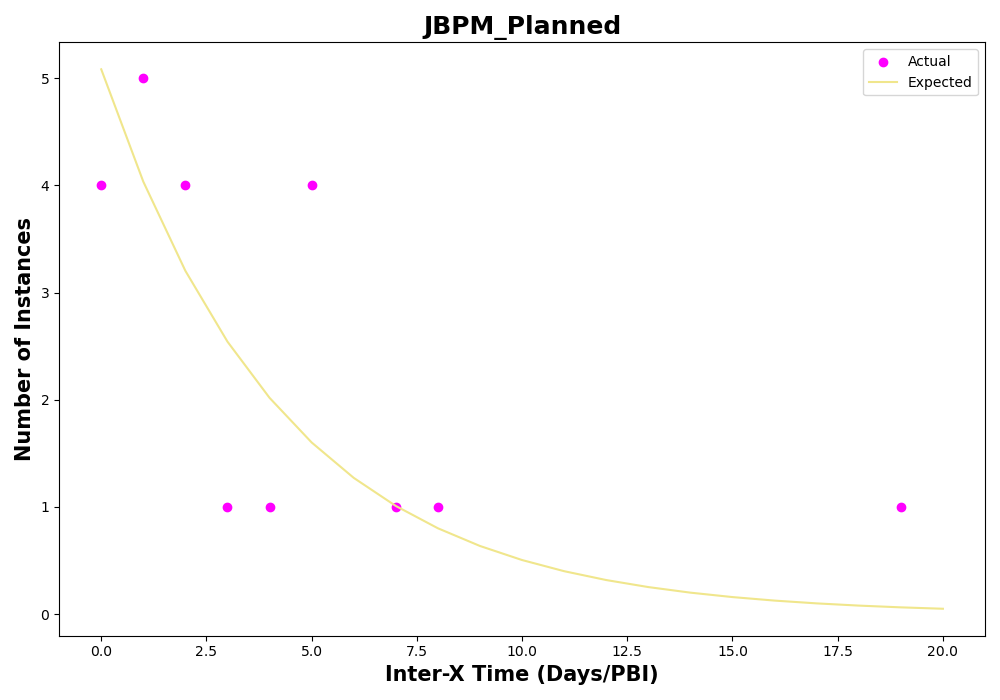 JBPM_Planned
Actual
Expected
Number of Instances
5
4
3
2
1
0
0.0 2.5 5.0 7.5 10.0 12.5 15.0 17.5 20.0
Inter-X Time (Days/PBI)